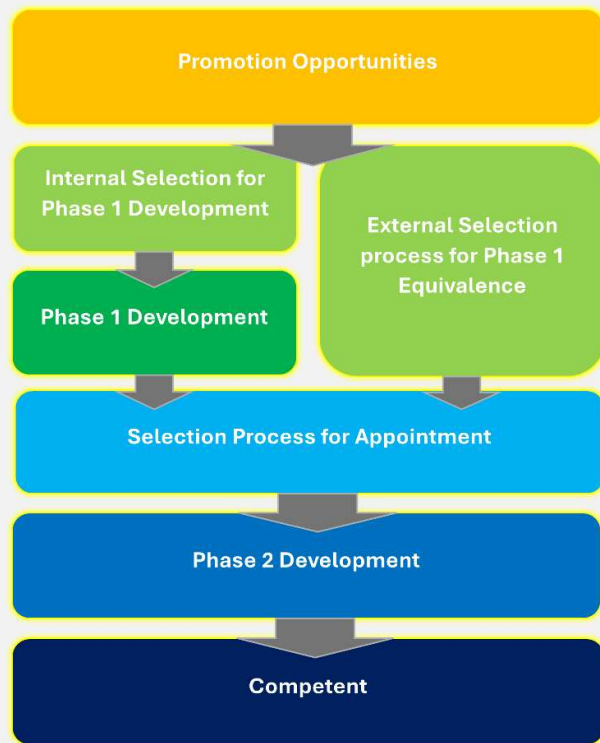 Promotion Opportunities
Internal Selection for
Phase 1 Development
External Selection
process for Phase 1
Equivalence
Phase 1 Development
Selection Process for Appointment
Phase 2 Development
Competent